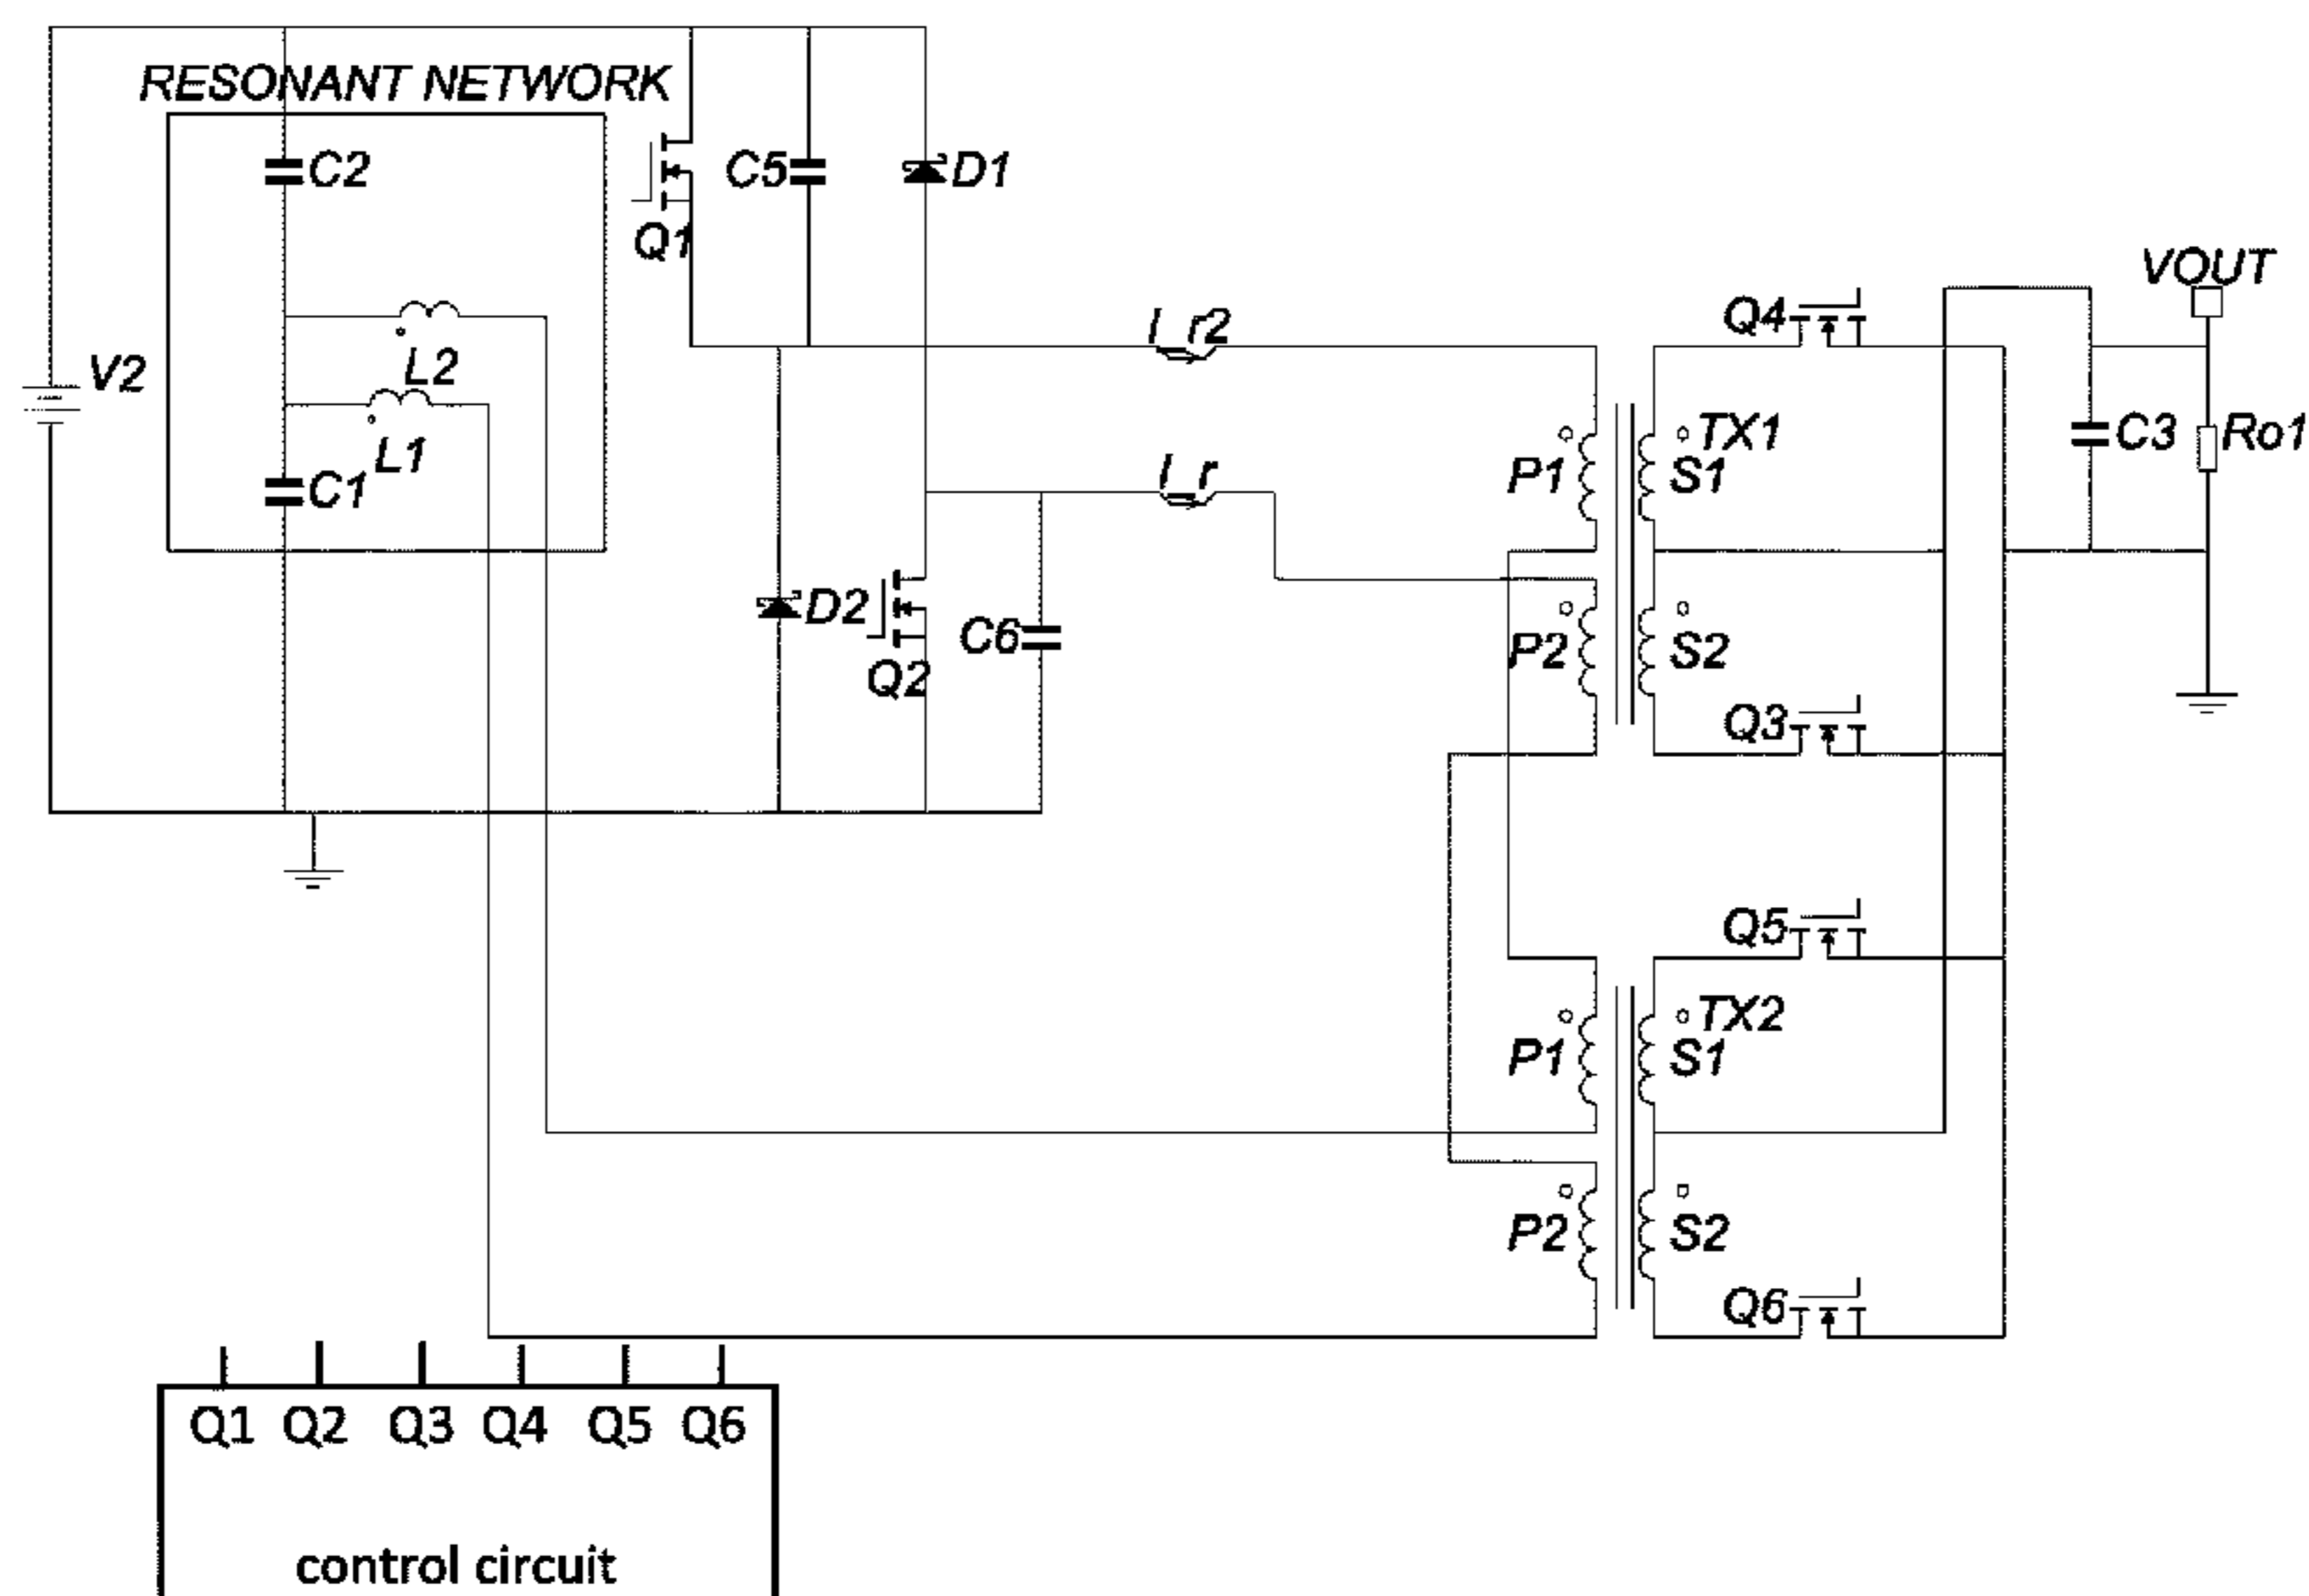 RESONANT NETWORK
C2
C5
D1
Q1
VOUT
I_r2
Q4
V2
L2
L1
C1
I_r
TX1
P1
S1
C3
Ro1
D2
Q2
C6
P2
S2
Q3
Q5
TX2
P1
S1
P2
S2
Q6
Q1 Q2 Q3 Q4 Q5 Q6
control circuit